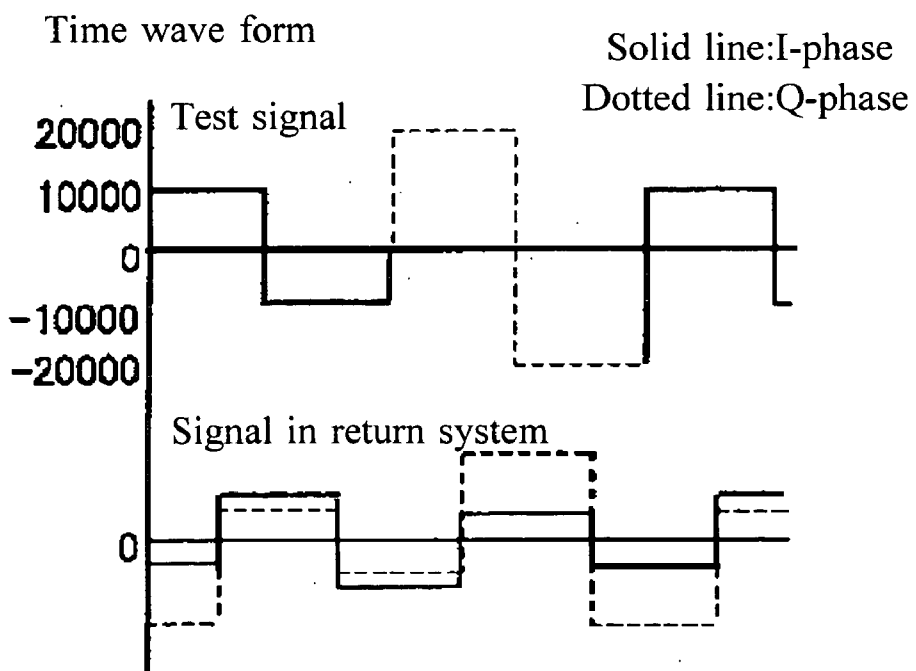 Time wave form
Solid line:I-phase
Dotted line:Q-phase
Test signal
20000
10000
0
-10000
-20000
Signal in return system
0